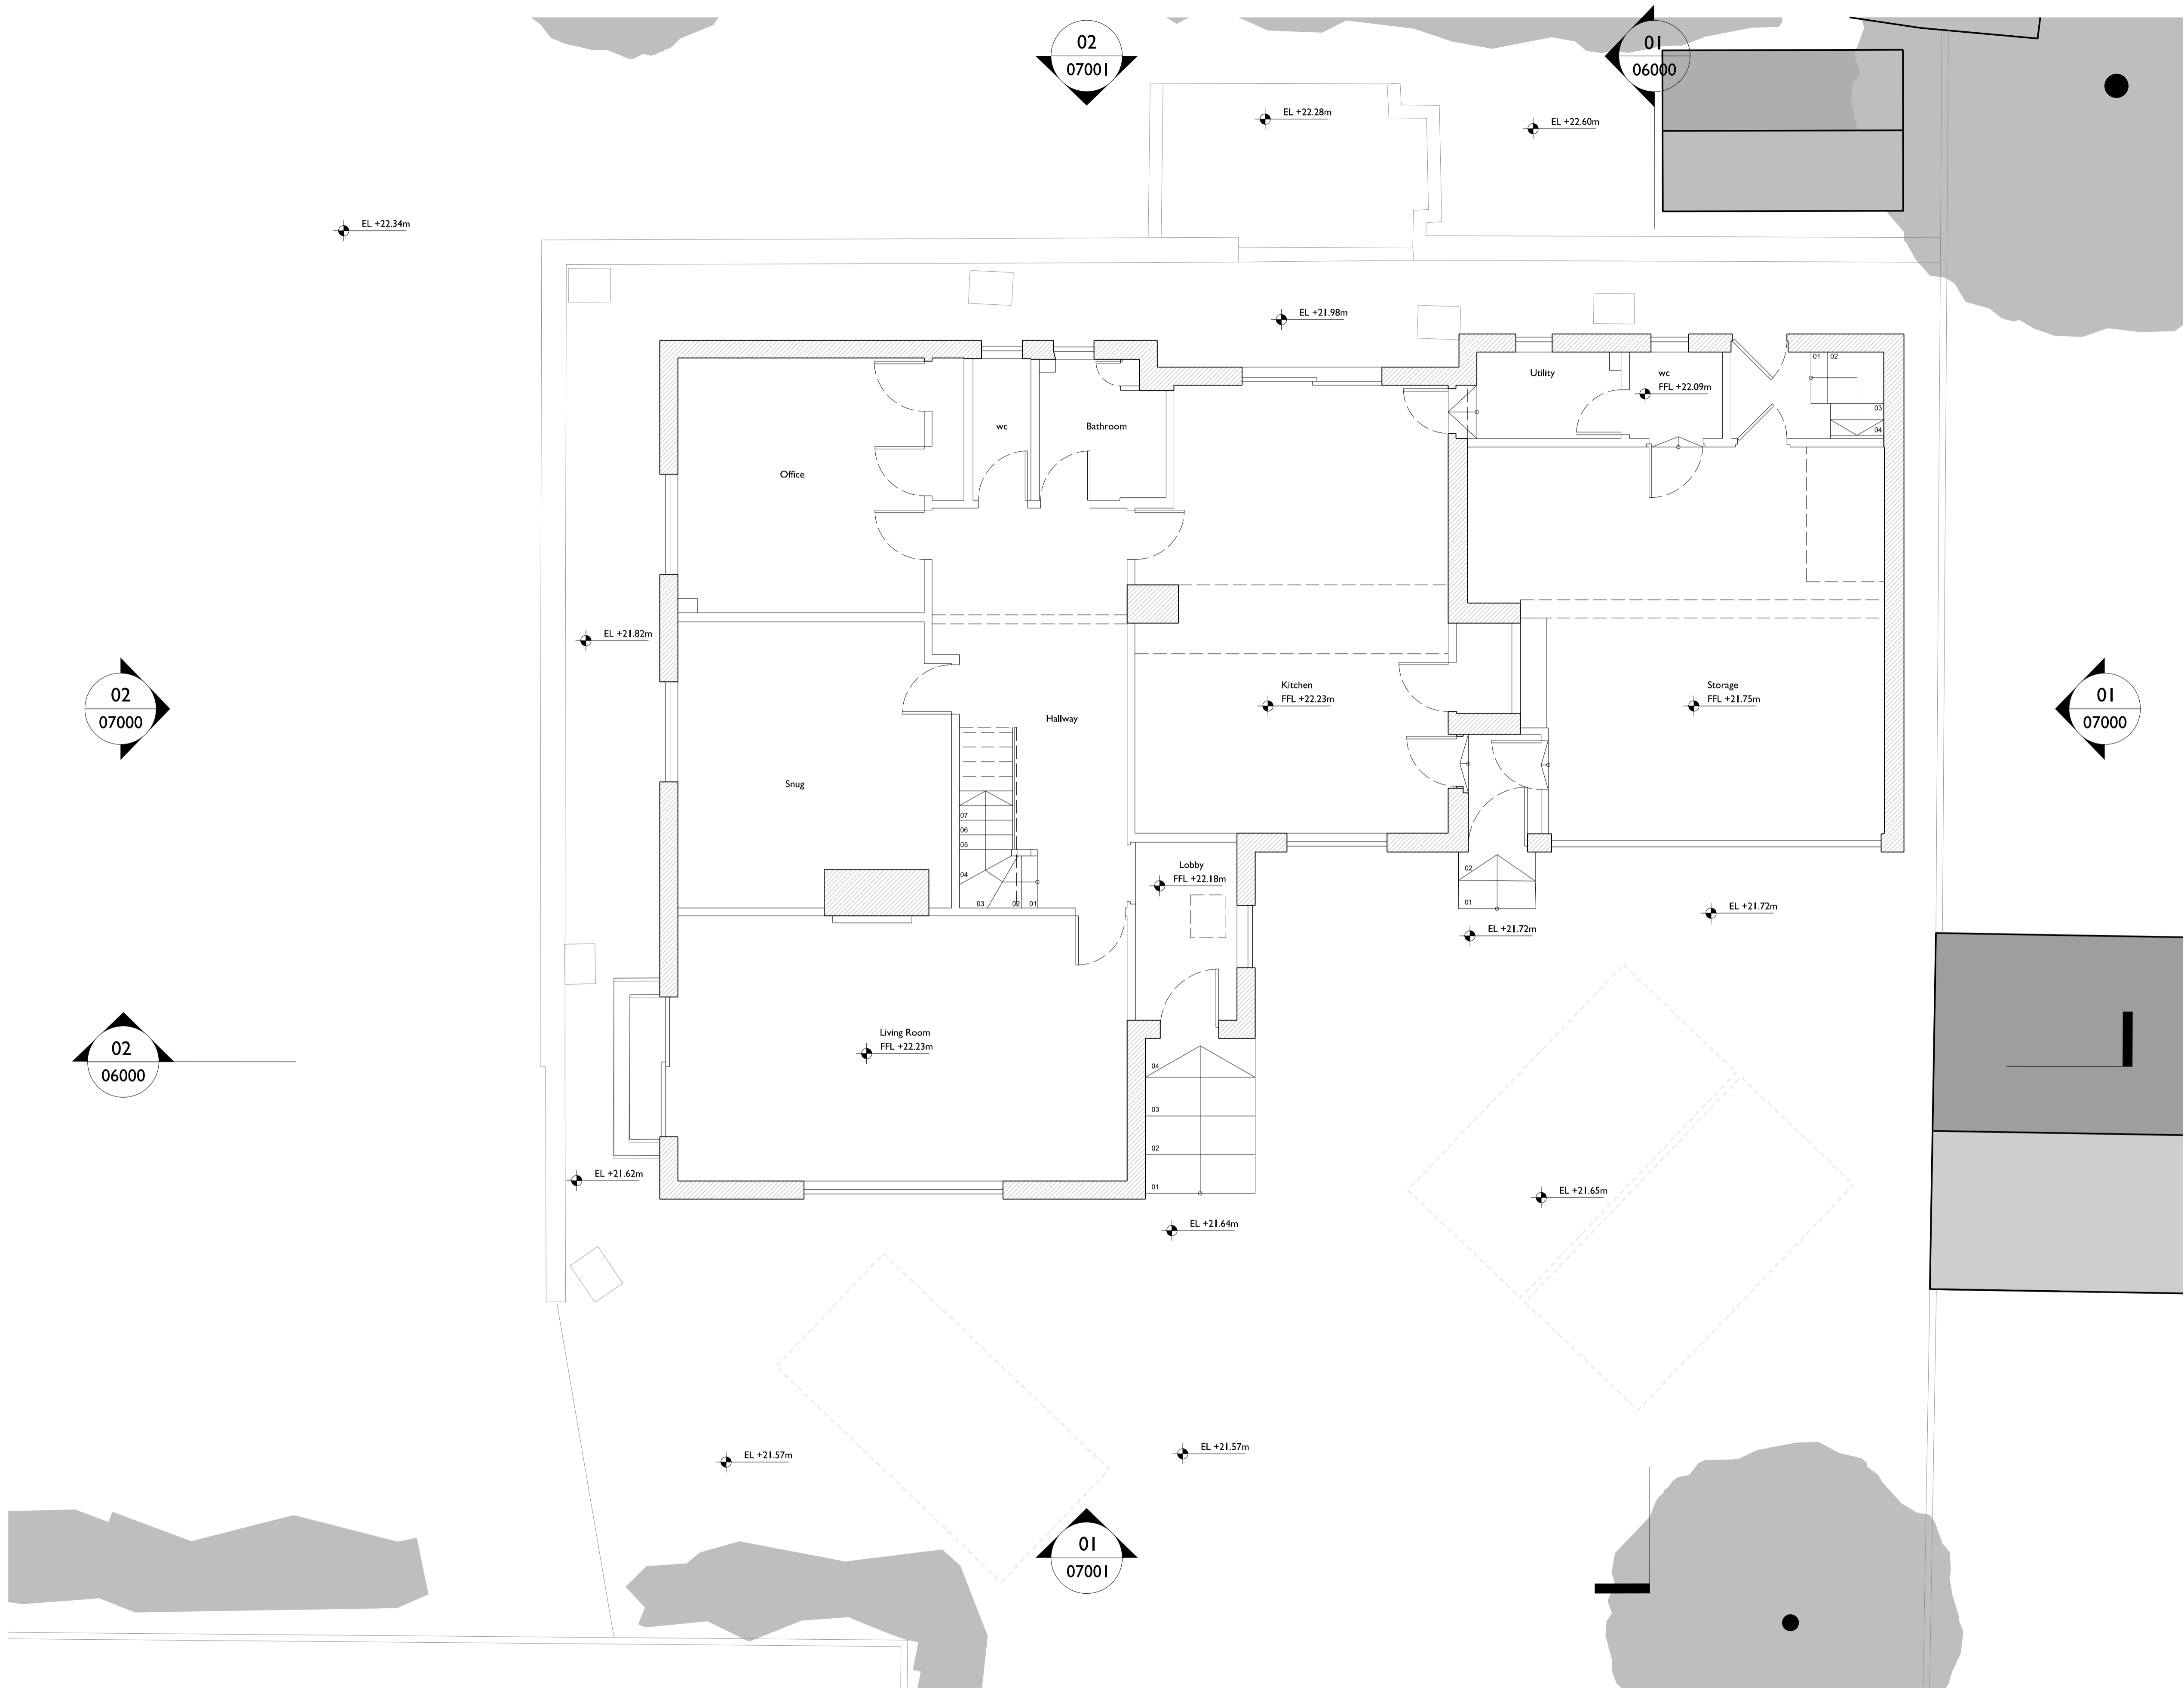 02
07001
01
06000
EL +22.28m
EL +22.60m
EL +22.34m
EL +21.98m
Utility
wc
FFL +22.09m
01 02
03
04
wc
Bathroom
Office
EL +21.82m
Kitchen
FFL +22.23m
Storage
FFL +21.75m
02
07000
01
07000
Hallway
Snug
07
06
05
04
03 02 01
Lobby
FFL +22.18m
02
01
EL +21.72m
EL +21.72m
Living Room
FFL +22.23m
02
06000
04
03
02
01
EL +21.62m
EL +21.65m
EL +21.64m
EL +21.57m
EL +21.57m
01
07001